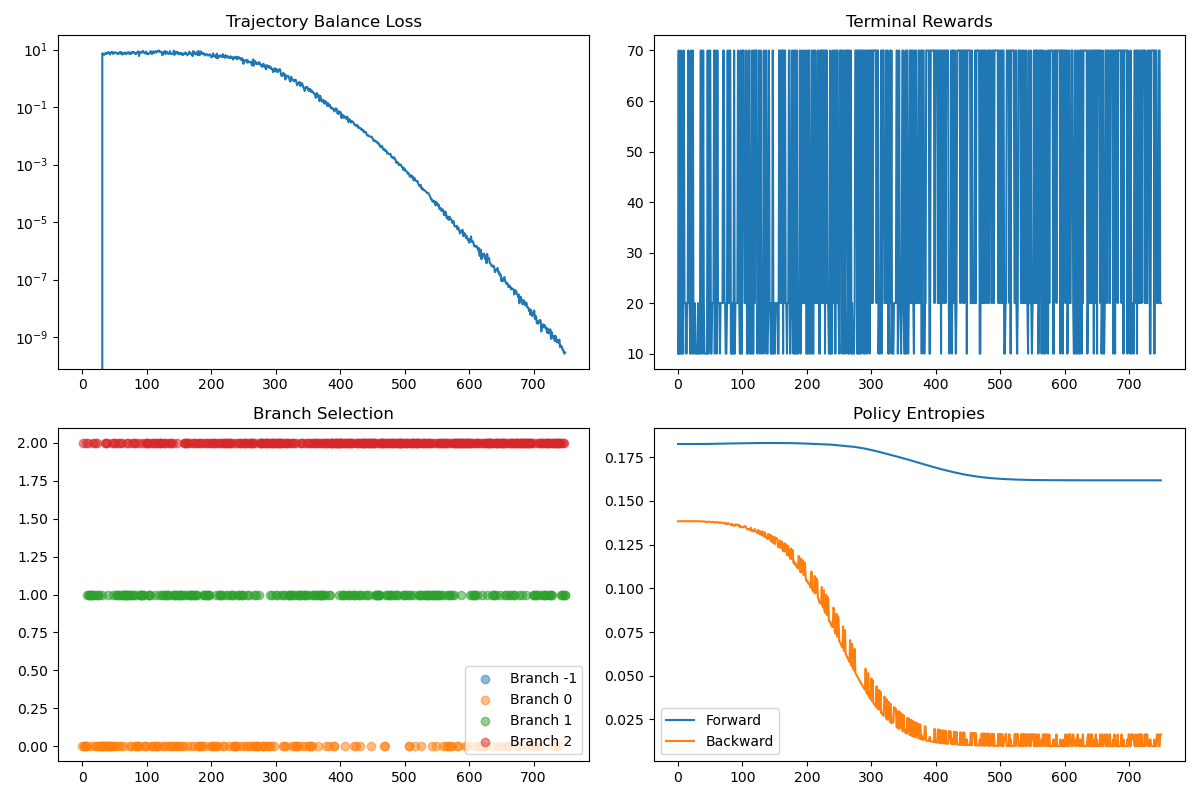 Trajectory Balance Loss
10^1
10^-1
10^-3
10^-5
10^-7
10^-9
0 100 200 300 400 500 600 700
Terminal Rewards
70
60
50
40
30
20
10
0 100 200 300 400 500 600 700
Branch Selection
2.00
1.75
1.50
1.25
1.00
0.75
0.50
0.25
0.00
Branch -1
Branch 0
Branch 1
Branch 2
0 100 200 300 400 500 600 700
Policy Entropies
0.175
0.150
0.125
0.100
0.075
0.050
0.025
Forward
Backward
0 100 200 300 400 500 600 700